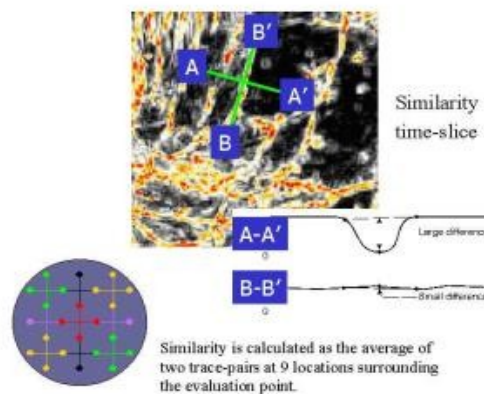 B'
A
A'
B
Similarity
time-slice
A-A'
Large difference
B-B'
Small difference
Similarity is calculated as the average of
two trace-pairs at 9 locations surrounding
the evaluation point.